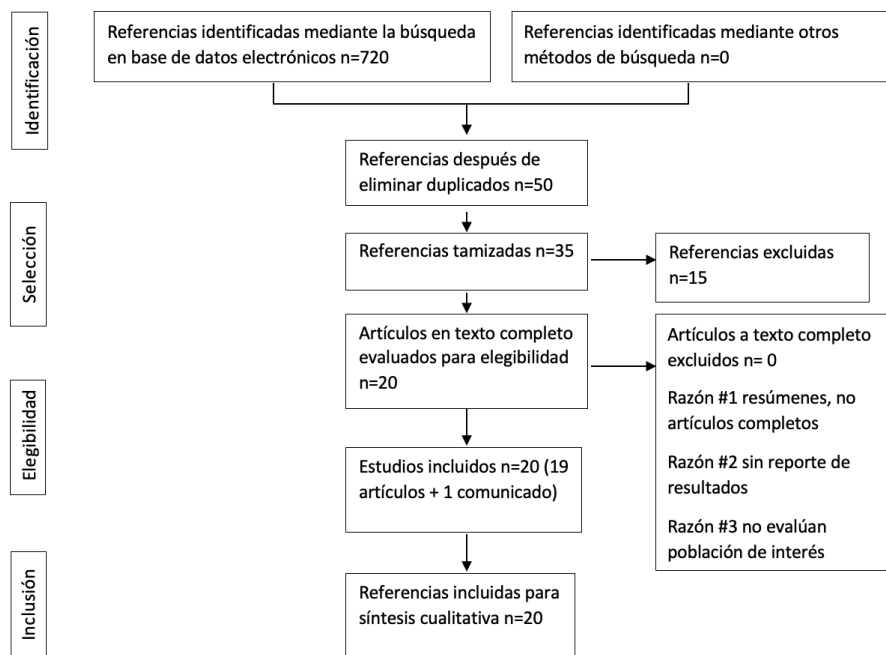 Identificación
Referencias identificadas mediante la búsqueda
en base de datos electrónicos n=720
Referencias identificadas mediante otros
métodos de búsqueda n=0
Referencias después de
eliminar duplicados n=50
Selección
Referencias tamizadas n=35
Referencias excluidas
n=15
Artículos en texto completo
evaluados para elegibilidad
n=20
Artículos a texto completo
excluidos n= 0
Razón #1 resúmenes, no
artículos completos
Razón #2 sin reporte de
resultados
Razón #3 no evalúan
población de interés
Elegibilidad
Estudios incluidos n=20 (19
artículos + 1 comunicado)
Inclusión
Referencias incluidas para
síntesis cualitativa n=20